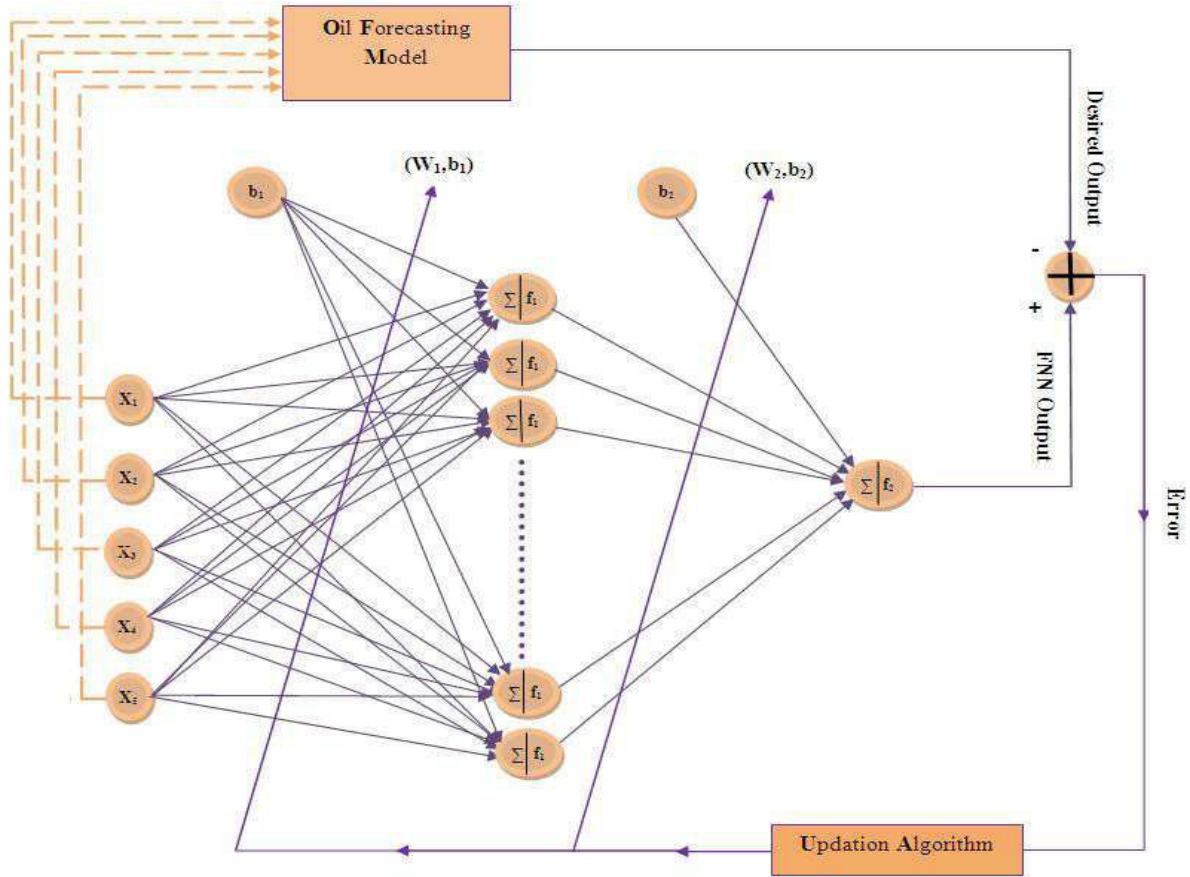 Oil Forecasting
Model
(W₁,b₁)
(W₂,b₂)
b₁
b₂
Desired Output
-
+
∑ f₁
∑ f₁
∑ f₁
X₁
X₂
X₃
X₄
X₅
∑ f₂
FNN Output
Error
∑ f₁
∑ f₁
Updation Algorithm